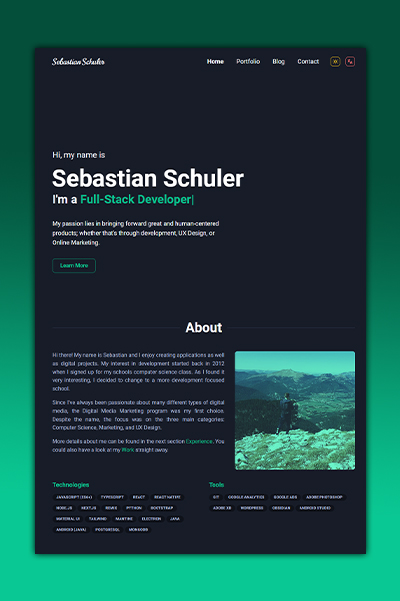 Sebastian Schuler
Home Portfolio Blog Contact
Hi, my name is
Sebastian Schuler
I'm a Full-Stack Developer|
My passion lies in bringing forward great and human-centered
products; whether that's through development, UX Design, or
Online Marketing.
Learn More
About
Hi there! My name is Sebastian and I enjoy creating applications as well
as digital projects. My interest in development started back in 2012
when I signed up for my schools computer science class. As I found it
very interesting, I decided to change to a more development focused
school.
Since I've always been passionate about many different types of digital
media, the Digital Media Marketing program was my first choice.
Despite the name, the focus was on three main categories:
Computer Science, Marketing, and UX Design.
More details about me can be found in the next section Experience. You
could also have a look at my Work straight away.
Technologies
JAVASCRIPT (ES6+) TYPESCRIPT REACT REACT NATIVE
NODE.JS NEXT.JS REMIX PYTHON BOOTSTRAP
MATERIAL UI TAILWIND MANTINE ELECTRON JAVA
ANDROID (JAVA) POSTGRESQL MONGODB
Tools
GIT GOOGLE ANALYTICS GOOGLE ADS ADOBE PHOTOSHOP
ADOBE XD WORDPRESS OBSIDIAN ANDROID STUDIO